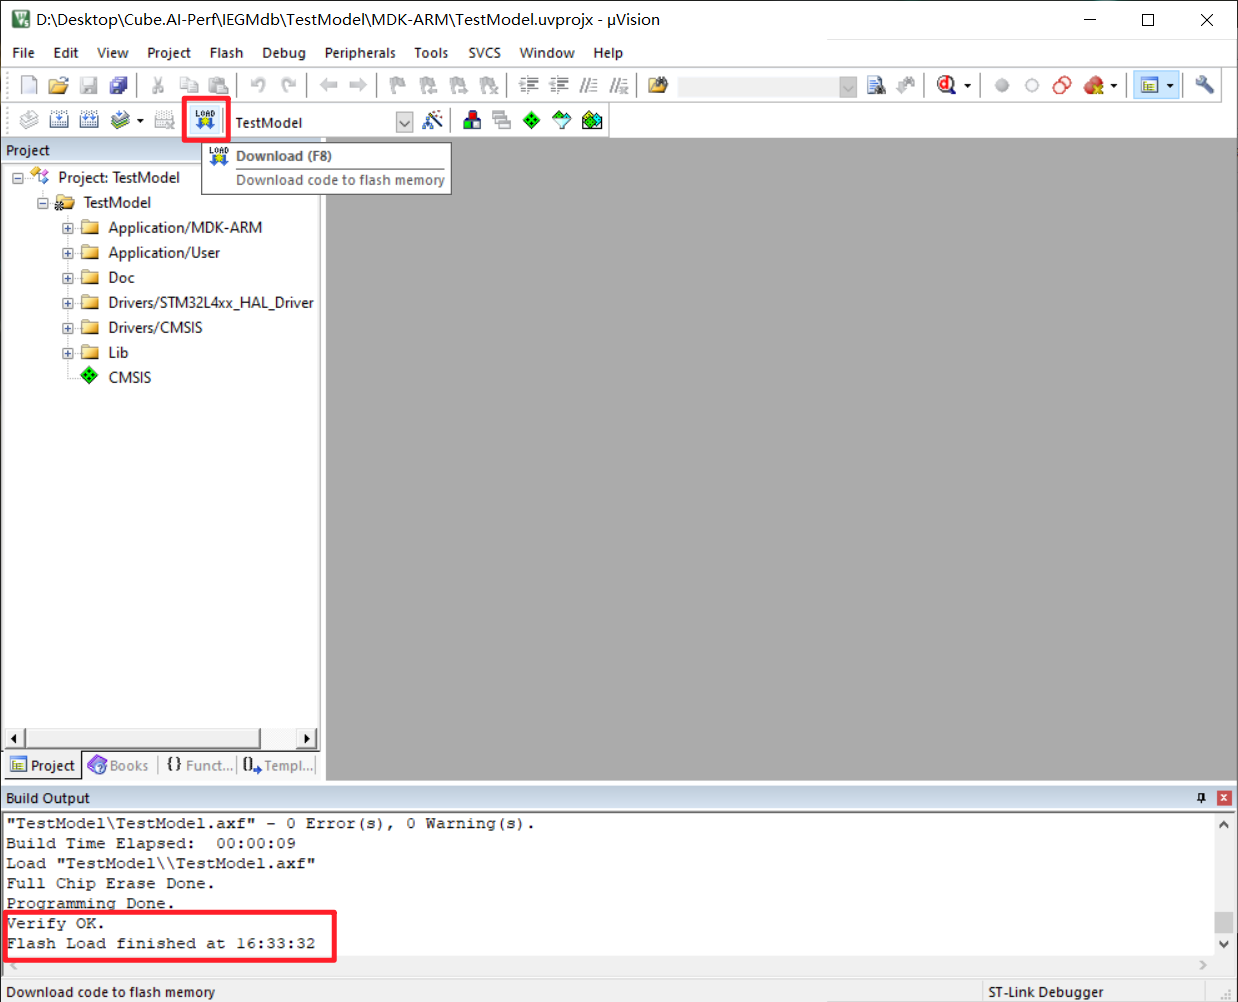 D:\Desktop\Cube.AI-Perf\IEGMdb\TestModel\MDK-ARM\TestModel.uvprojx - µVision
File Edit View Project Flash Debug Peripherals Tools SVCS Window Help
LOAD TestModel
Project
LOAD Download (F8)
Download code to flash memory
Project: TestModel
TestModel
Application/MDK-ARM
Application/User
Doc
Drivers/STM32L4xx_HAL_Driver
Drivers/CMSIS
Lib
CMSIS
Project Books {} Funct... 0 Templ...
Build Output
"TestModel\TestModel.axf" - 0 Error(s), 0 Warning(s).
Build Time Elapsed:  00:00:09
Load "TestModel\\TestModel.axf"
Full Chip Erase Done.
Programming Done.
Verify OK.
Flash Load finished at 16:33:32
Download code to flash memory ST-Link Debugger